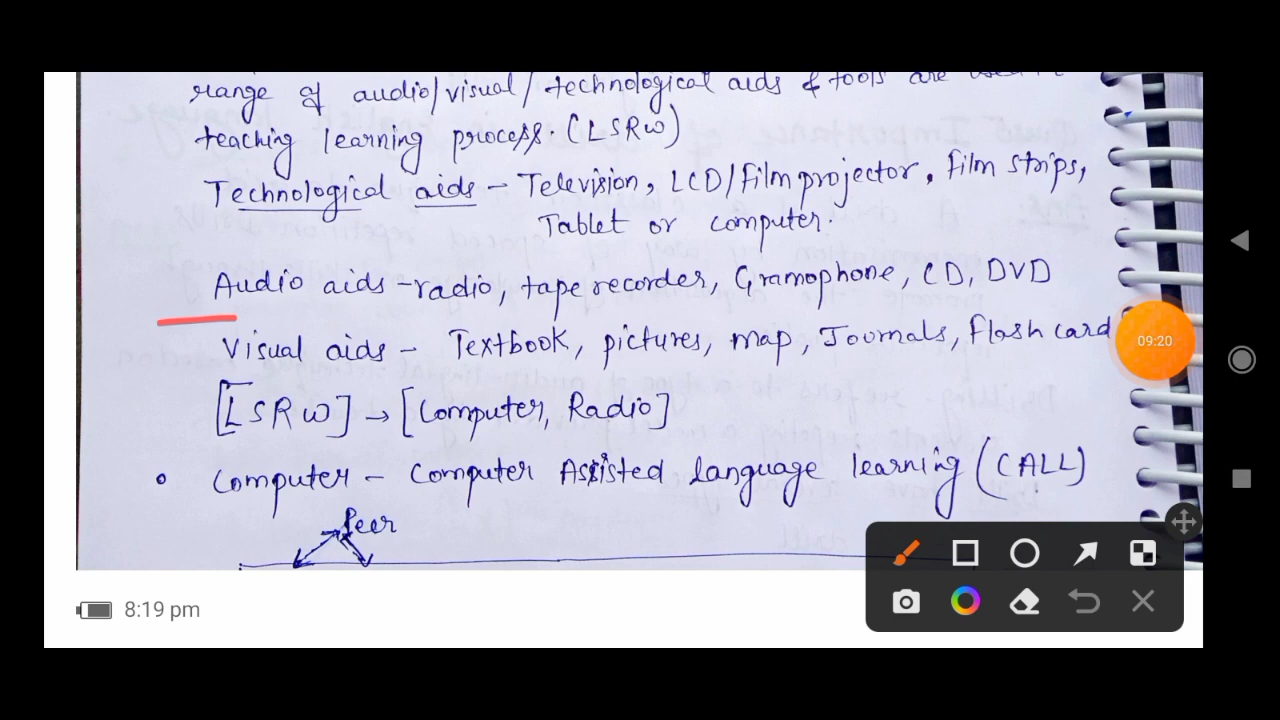 range of audio/visual/technological aids & tools are used in
teaching learning process. (LSRW)
Technological aids - Television, LCD/film projector, film strips,
Tablet or computer.
Audio aids - radio, tape recorder, Gramophone, CD, DVD
Visual aids - Textbook, pictures, map, Journals, flash card
09:20
[LSRW] → [Computer, Radio]
• Computer - Computer Assisted language learning (CALL)
Peer
8:19 pm